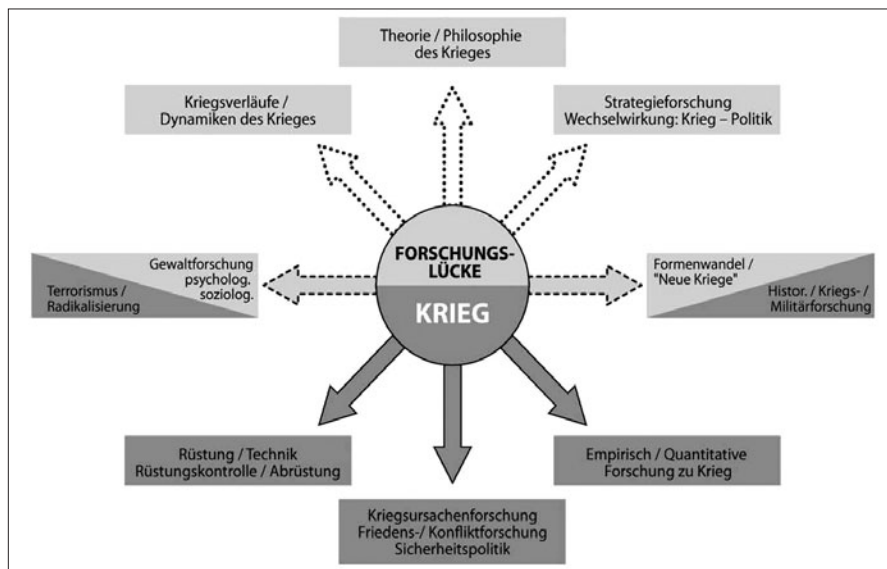 Theorie / Philosophie
des Krieges
Kriegsverläufe /
Dynamiken des Krieges
Strategieforschung
Wechselwirkung: Krieg – Politik
FORSCHUNGS-
LÜCKE
KRIEG
Gewaltforschung
psycholog.
soziolog.
Terrorismus /
Radikalisierung
Formenwandel /
"Neue Kriege"
Histor. / Kriegs- /
Militärforschung
Rüstung / Technik
Rüstungskontrolle / Abrüstung
Empirisch / Quantitative
Forschung zu Krieg
Kriegsursachenforschung
Friedens-/ Konfliktforschung
Sicherheitspolitik